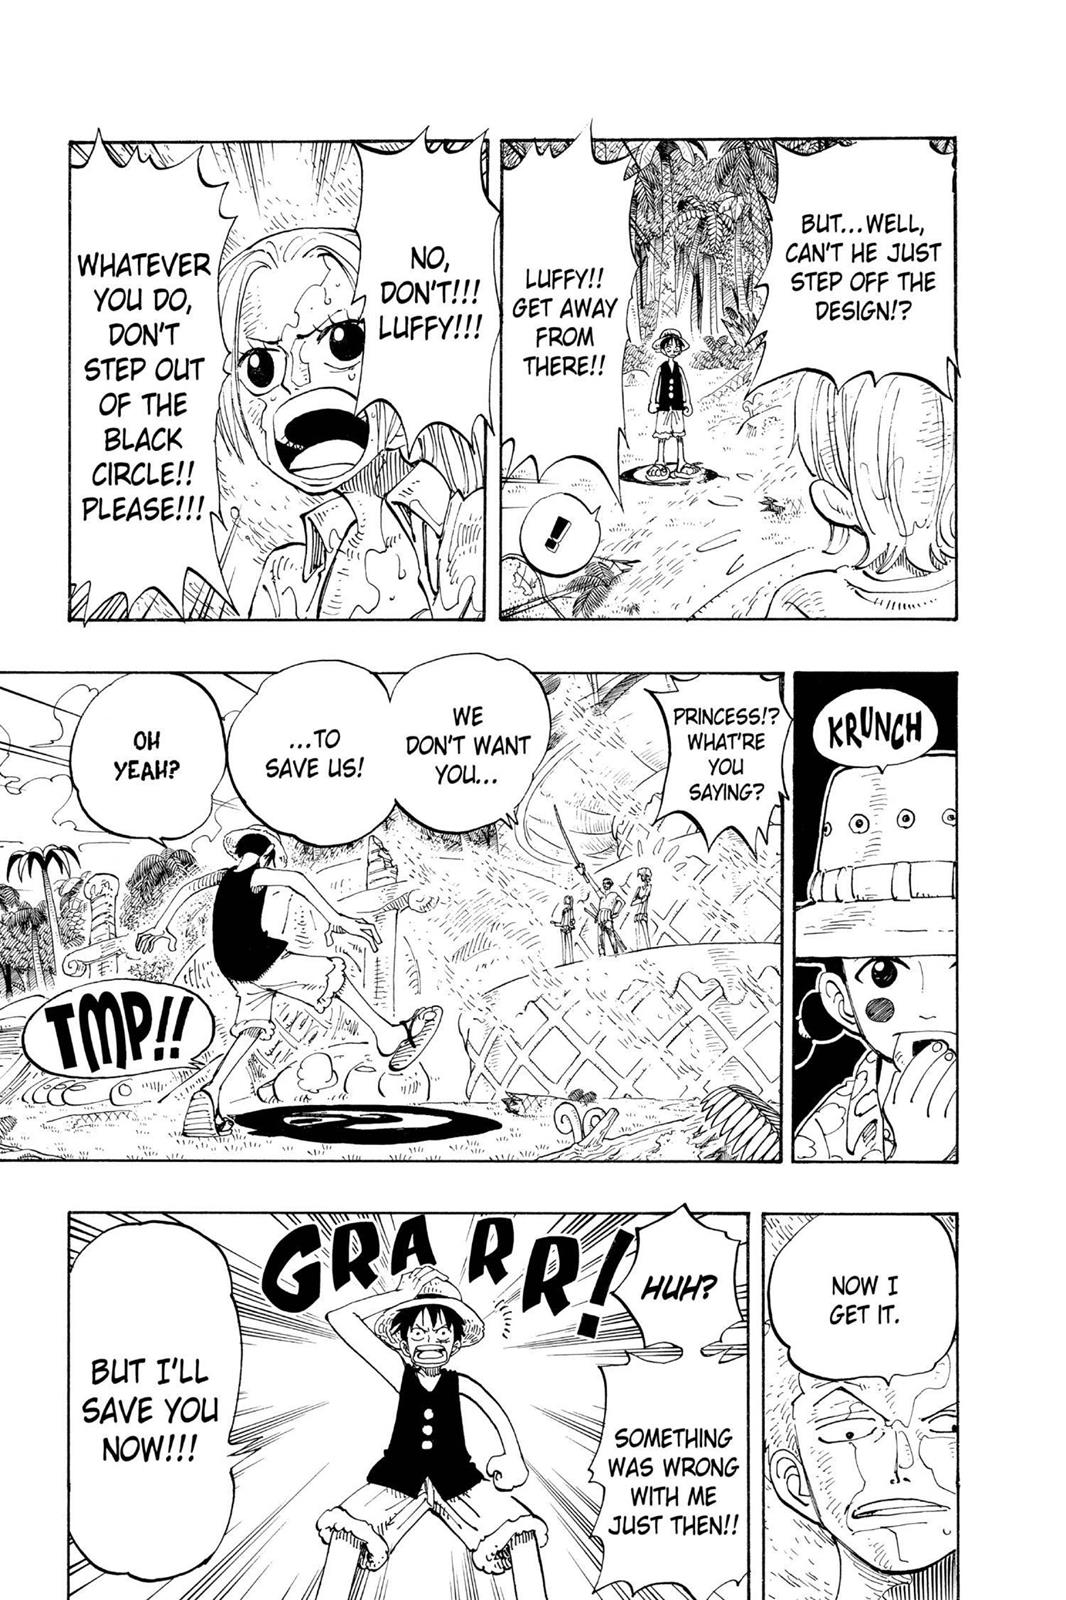 BUT...WELL,
CAN'T HE JUST
STEP OFF THE
DESIGN!?
LUFFY!!
GET AWAY
FROM
THERE!!
!
NO,
DON'T!!!
LUFFY!!!
WHATEVER
YOU DO,
DON'T
STEP OUT
OF THE
BLACK
CIRCLE!!
PLEASE!!!
KRUNCH
PRINCESS!?
WHAT'RE
YOU
SAYING?
WE
DON'T WANT
YOU...
...TO
SAVE US!
OH
YEAH?
TMP!!
NOW I
GET IT.
HUH?
SOMETHING
WAS WRONG
WITH ME
JUST THEN!!
GRARR!
BUT I'LL
SAVE YOU
NOW!!!